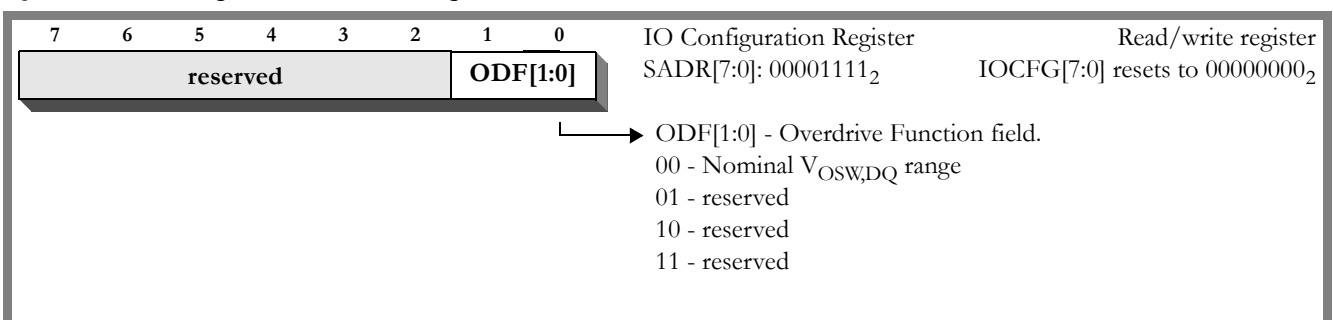 7 6 5 4 3 2 1 0
reserved ODF[1:0]
IO Configuration Register Read/write register
SADR[7:0]: 00001111₂ IOCFG[7:0] resets to 00000000₂
ODF[1:0] - Overdrive Function field.
00 - Nominal V_OSW,DQ range
01 - reserved
10 - reserved
11 - reserved